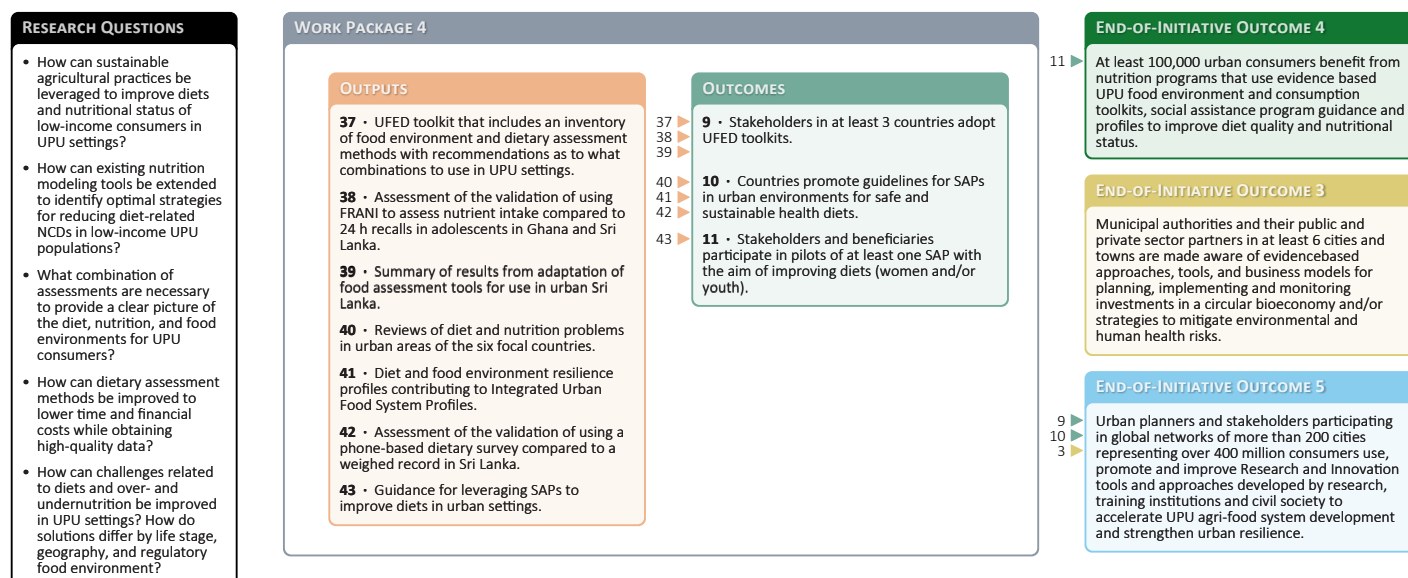 RESEARCH QUESTIONS
• How can sustainable
agricultural practices be
leveraged to improve diets
and nutritional status of
low-income consumers in
UPU settings?
• How can existing nutrition
modeling tools be extended
to identify optimal strategies
for reducing diet-related
NCDs in low-income UPU
populations?
• What combination of
assessments are necessary
to provide a clear picture of
the diet, nutrition, and food
environments for UPU
consumers?
• How can dietary assessment
methods be improved to
lower time and financial
costs while obtaining
high-quality data?
• How can challenges related
to diets and over- and
undernutrition be improved
in UPU settings? How do
solutions differ by life stage,
geography, and regulatory
food environment?
WORK PACKAGE 4
OUTPUTS
37 · UFED toolkit that includes an inventory
of food environment and dietary assessment
methods with recommendations as to what
combinations to use in UPU settings.
38 · Assessment of the validation of using
FRANI to assess nutrient intake compared to
24 h recalls in adolescents in Ghana and Sri
Lanka.
39 · Summary of results from adaptation of
food assessment tools for use in urban Sri
Lanka.
40 · Reviews of diet and nutrition problems
in urban areas of the six focal countries.
41 · Diet and food environment resilience
profiles contributing to Integrated Urban
Food System Profiles.
42 · Assessment of the validation of using a
phone-based dietary survey compared to a
weighed record in Sri Lanka.
43 · Guidance for leveraging SAPs to
improve diets in urban settings.
OUTCOMES
37
38
39
9 · Stakeholders in at least 3 countries adopt
UFED toolkits.
40
41
42
10 · Countries promote guidelines for SAPs
in urban environments for safe and
sustainable health diets.
43
11 · Stakeholders and beneficiaries
participate in pilots of at least one SAP with
the aim of improving diets (women and/or
youth).
END-OF-INITIATIVE OUTCOME 4
11
At least 100,000 urban consumers benefit from
nutrition programs that use evidence based
UPU food environment and consumption
toolkits, social assistance program guidance and
profiles to improve diet quality and nutritional
status.
END-OF-INITIATIVE OUTCOME 3
Municipal authorities and their public and
private sector partners in at least 6 cities and
towns are made aware of evidencebased
approaches, tools, and business models for
planning, implementing and monitoring
investments in a circular bioeconomy and/or
strategies to mitigate environmental and
human health risks.
END-OF-INITIATIVE OUTCOME 5
9
10
3
Urban planners and stakeholders participating
in global networks of more than 200 cities
representing over 400 million consumers use,
promote and improve Research and Innovation
tools and approaches developed by research,
training institutions and civil society to
accelerate UPU agri-food system development
and strengthen urban resilience.